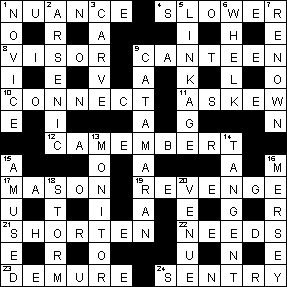 1 N U 2 A N 3 C E 4 S 5 L O 6 W E 7 R
O R A I H E
8 V I S O R 9 C A N T E E N
I E V A K L O
10 C O N N E C T 11 A S K E W
E I A G N
12 C A 13 M E M B E R 14 T
15 A O A A 16 M
17 M A 18 S O N 19 R E 20 V E N G E
U T I A E G R
21 S H O R T E N 22 N E E D S
E R O U N E
23 D E M U R E 24 S E N T R Y